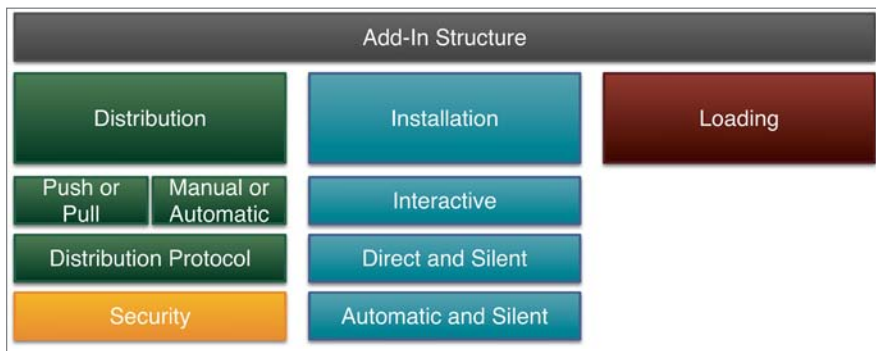 Add-In Structure
Distribution
Installation
Loading
Push or
Pull
Manual or
Automatic
Interactive
Distribution Protocol
Direct and Silent
Security
Automatic and Silent